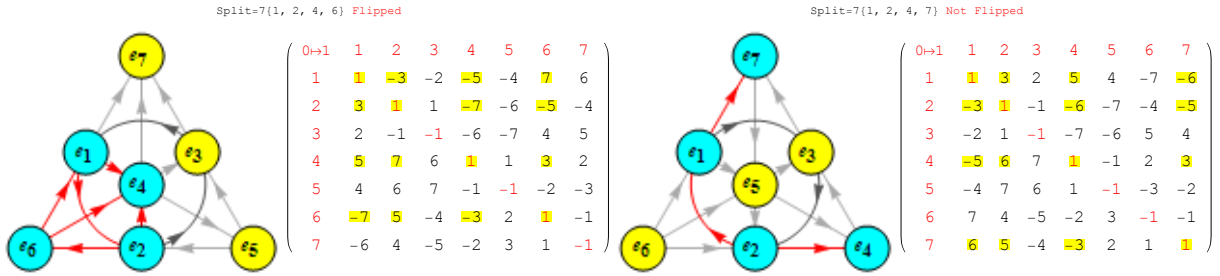 Split=7{1, 2, 4, 6} Flipped
e7
e1
e3
e4
e6
e2
e5
0↦1 1 2 3 4 5 6 7
1 1 −3 −2 −5 −4 7 6
2 3 1 1 −7 −6 −5 −4
3 2 −1 −1 −6 −7 4 5
4 5 7 6 1 1 3 2
5 4 6 7 −1 −1 −2 −3
6 −7 5 −4 −3 2 1 −1
7 −6 4 −5 −2 3 1 −1
Split=7{1, 2, 4, 7} Not Flipped
e7
e1
e3
e5
e6
e2
e4
0↦1 1 2 3 4 5 6 7
1 1 3 2 5 4 −7 −6
2 −3 1 −1 −6 −7 −4 −5
3 −2 1 −1 −7 −6 5 4
4 −5 6 7 1 −1 2 3
5 −4 7 6 1 −1 −3 −2
6 7 4 −5 −2 3 −1 −1
7 6 5 −4 −3 2 1 1